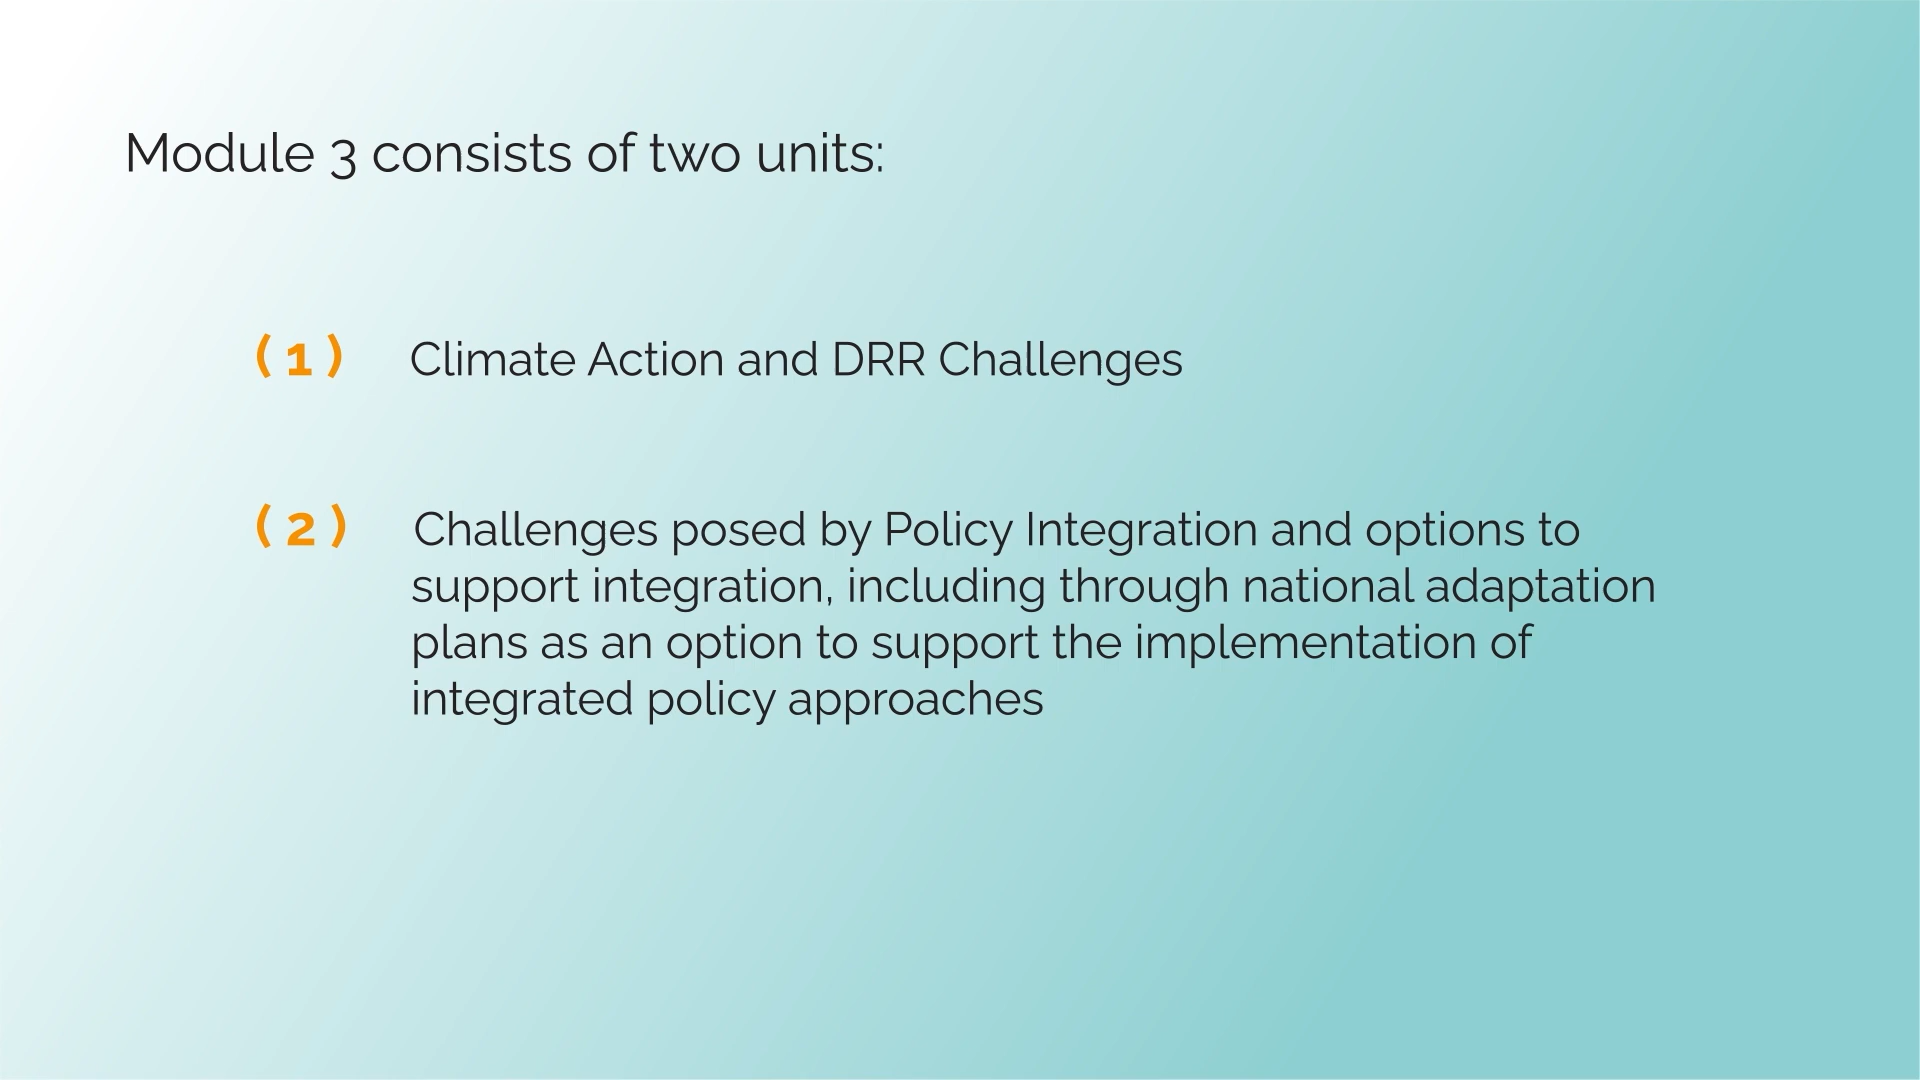 Module 3 consists of two units:
(1) Climate Action and DRR Challenges
(2) Challenges posed by Policy Integration and options to
support integration, including through national adaptation
plans as an option to support the implementation of
integrated policy approaches